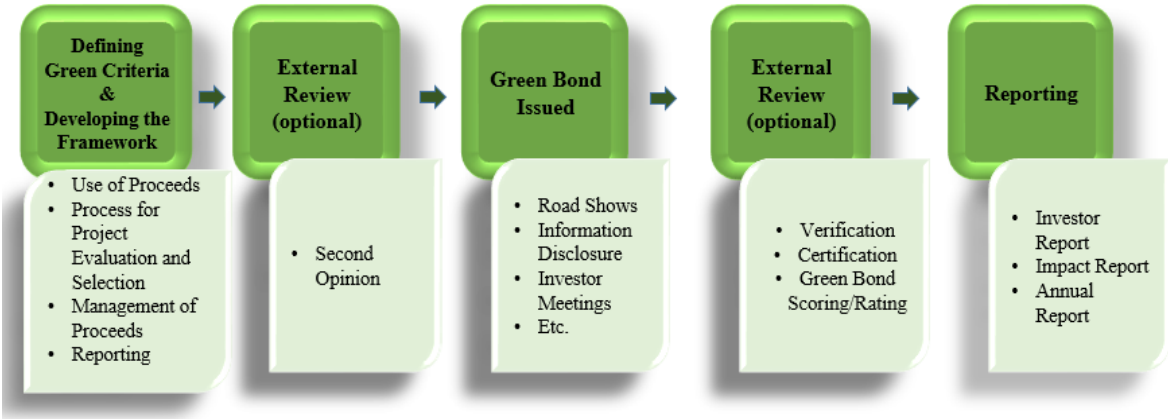 Defining
Green Criteria
&
Developing the
Framework
• Use of Proceeds
• Process for
Project
Evaluation and
Selection
• Management of
Proceeds
• Reporting
External
Review
(optional)
• Second
Opinion
Green Bond
Issued
• Road Shows
• Information
Disclosure
• Investor
Meetings
• Etc.
External
Review
(optional)
• Verification
• Certification
• Green Bond
Scoring/Rating
Reporting
• Investor
Report
• Impact Report
• Annual
Report